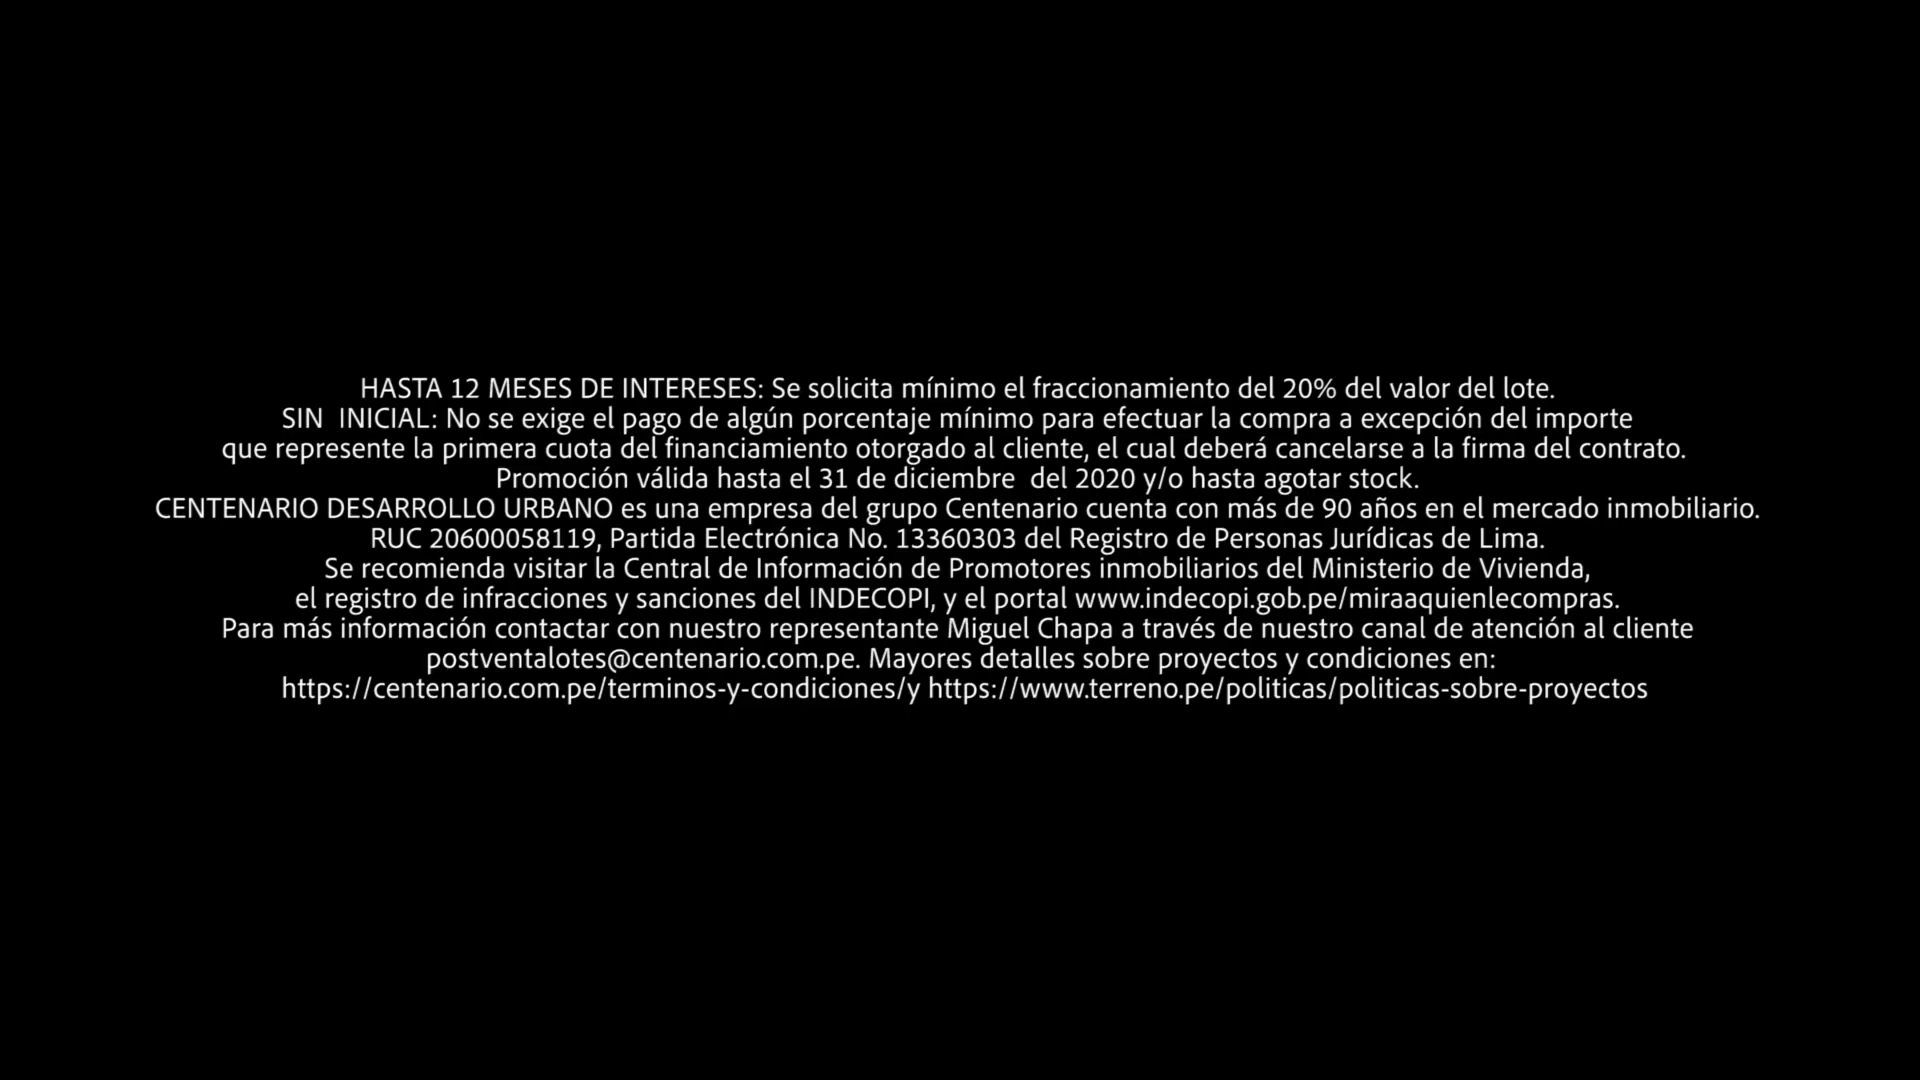 HASTA 12 MESES DE INTERESES: Se solicita mínimo el fraccionamiento del 20% del valor del lote.
SIN  INICIAL: No se exige el pago de algún porcentaje mínimo para efectuar la compra a excepción del importe
que represente la primera cuota del financiamiento otorgado al cliente, el cual deberá cancelarse a la firma del contrato.
Promoción válida hasta el 31 de diciembre  del 2020 y/o hasta agotar stock.
CENTENARIO DESARROLLO URBANO es una empresa del grupo Centenario cuenta con más de 90 años en el mercado inmobiliario.
RUC 20600058119, Partida Electrónica No. 13360303 del Registro de Personas Jurídicas de Lima.
Se recomienda visitar la Central de Información de Promotores inmobiliarios del Ministerio de Vivienda,
el registro de infracciones y sanciones del INDECOPI, y el portal www.indecopi.gob.pe/miraaquienlecompras.
Para más información contactar con nuestro representante Miguel Chapa a través de nuestro canal de atención al cliente
postventalotes@centenario.com.pe. Mayores detalles sobre proyectos y condiciones en:
https://centenario.com.pe/terminos-y-condiciones/y https://www.terreno.pe/politicas/politicas-sobre-proyectos